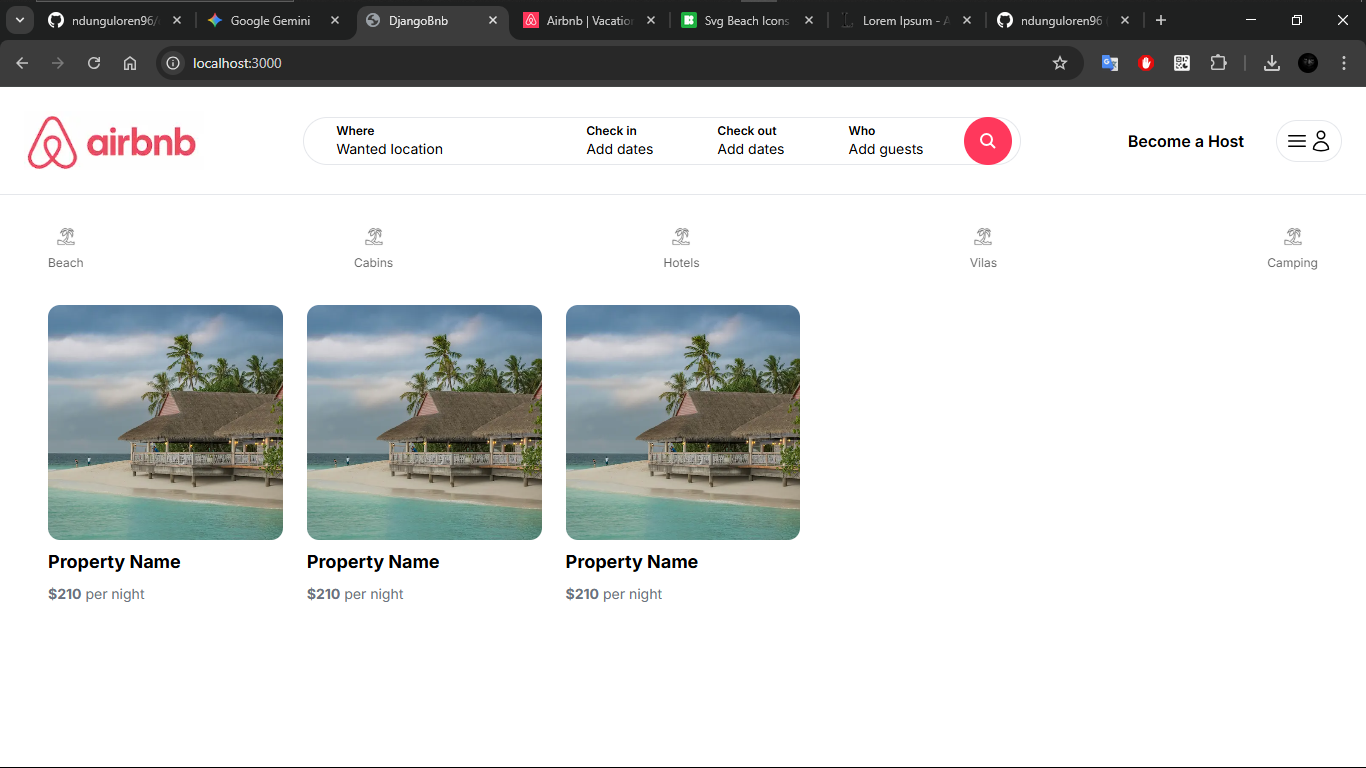 ndunguloren96/
Google Gemini
DjangoBnb
Airbnb | Vacation
Svg Beach Icons
Lorem Ipsum - A
ndunguloren96
localhost:3000
airbnb
Where
Wanted location
Check in
Add dates
Check out
Add dates
Who
Add guests
Become a Host
Beach
Cabins
Hotels
Vilas
Camping
Property Name
$210 per night
Property Name
$210 per night
Property Name
$210 per night